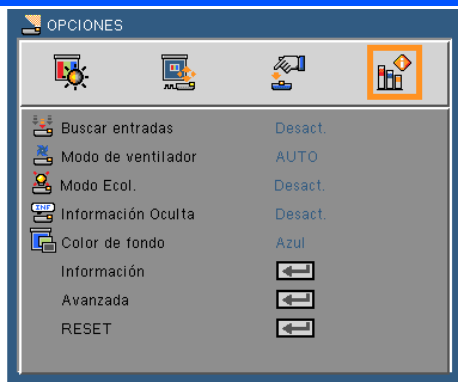 OPCIONES
Buscar entradas Desact.
Modo de ventilador AUTO
Modo Ecol. Desact.
INF Información Oculta Desact.
Color de fondo Azul
Información
Avanzada
RESET